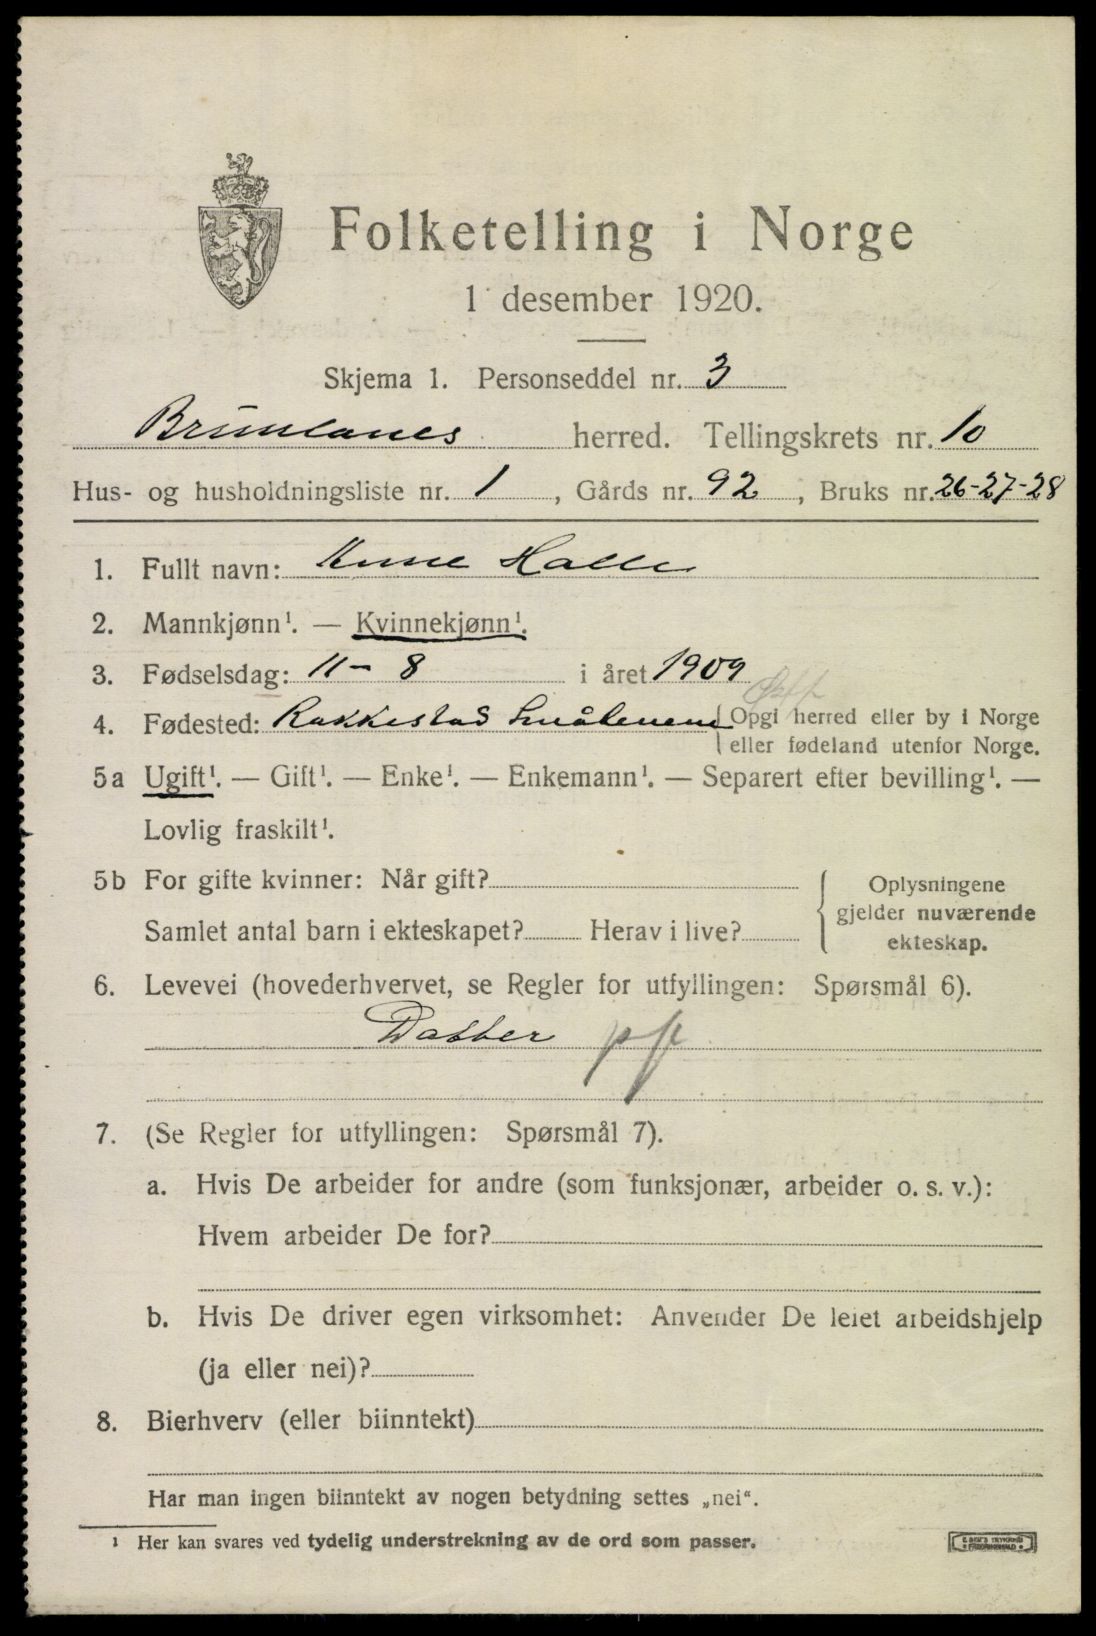 Folketelling i Norge
1 desember 1920.
Skjema 1. Personseddel nr. 3
Brunlanes herred. Tellingskrets nr. 10
Hus- og husholdningsliste nr. 1, Gårds nr. 92, Bruks nr. 26-27-28
1. Fullt navn: Anne Halle
2. Mannkjønn¹. — Kvinnekjønn¹.
3. Fødselsdag: 11-8 i året 1909
Østf
4. Fødested: Rakkestad Smålenene {Opgi herred eller by i Norge
eller fødeland utenfor Norge.
5a Ugift¹. — Gift¹. — Enke¹. — Enkemann¹. — Separert efter bevilling¹. —
Lovlig fraskilt¹.
5b For gifte kvinner: Når gift?
Samlet antal barn i ekteskapet? Herav i live?
{Oplysningene
gjelder nuværende
ekteskap.
6. Levevei (hovederhvervet, se Regler for utfyllingen: Spørsmål 6).
Datter pf
7. (Se Regler for utfyllingen: Spørsmål 7).
a. Hvis De arbeider for andre (som funksjonær, arbeider o. s. v.):
Hvem arbeider De for?
b. Hvis De driver egen virksomhet: Anvender De leiet arbeidshjelp
(ja eller nei)?
8. Bierhverv (eller biinntekt)
Har man ingen biinntekt av nogen betydning settes „nei“.
¹ Her kan svares ved tydelig understrekning av de ord som passer.